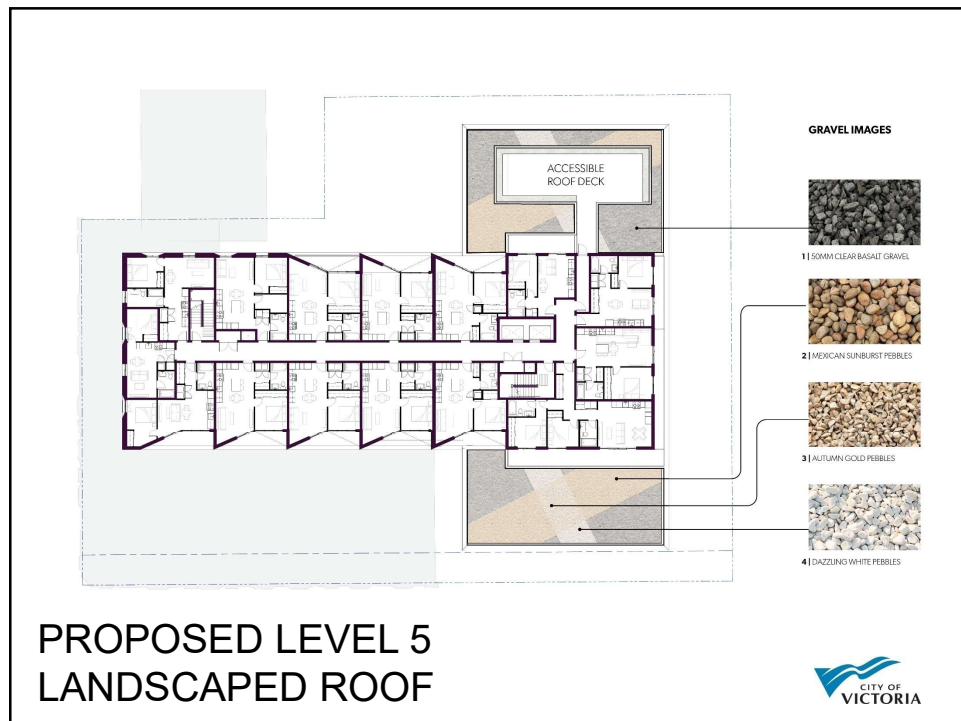 GRAVEL IMAGES
ACCESSIBLE
ROOF DECK
1 | 50MM CLEAR BASALT GRAVEL
2 | MEXICAN SUNBURST PEBBLES
3 | AUTUMN GOLD PEBBLES
4 | DAZZLING WHITE PEBBLES
PROPOSED LEVEL 5
LANDSCAPED ROOF
CITY OF
VICTORIA